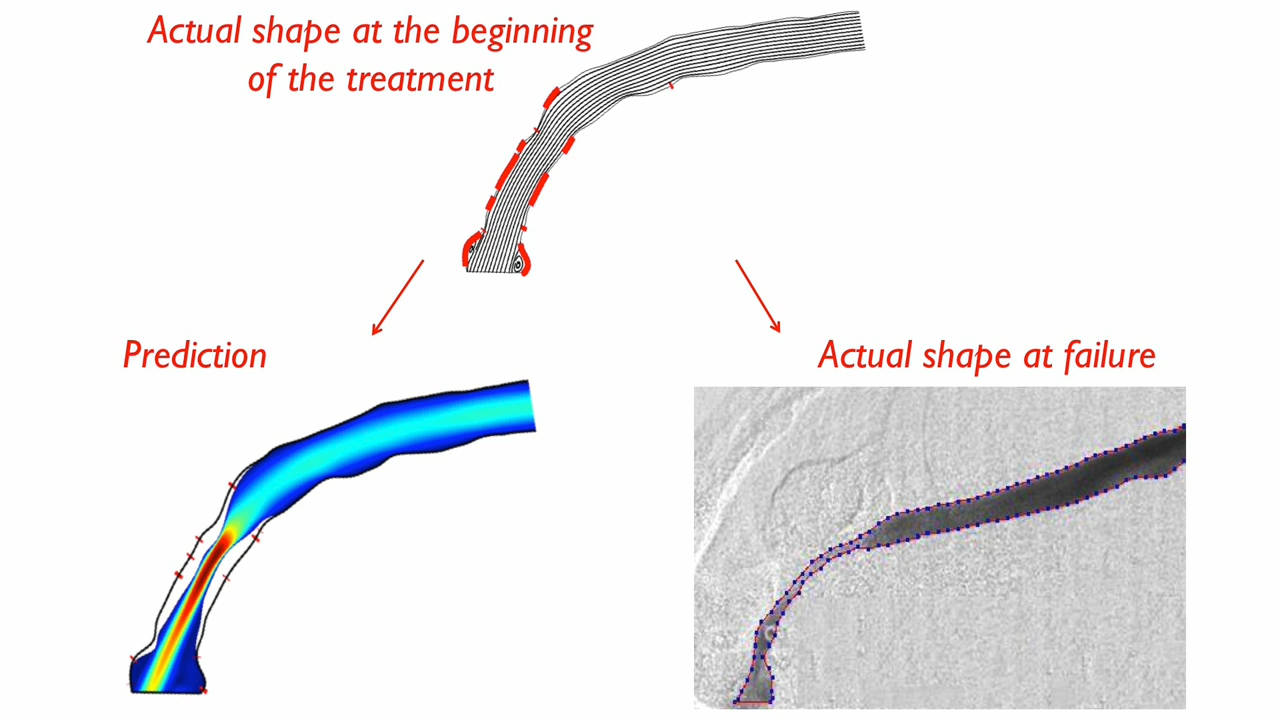 Actual shape at the beginning
of the treatment
Prediction
Actual shape at failure